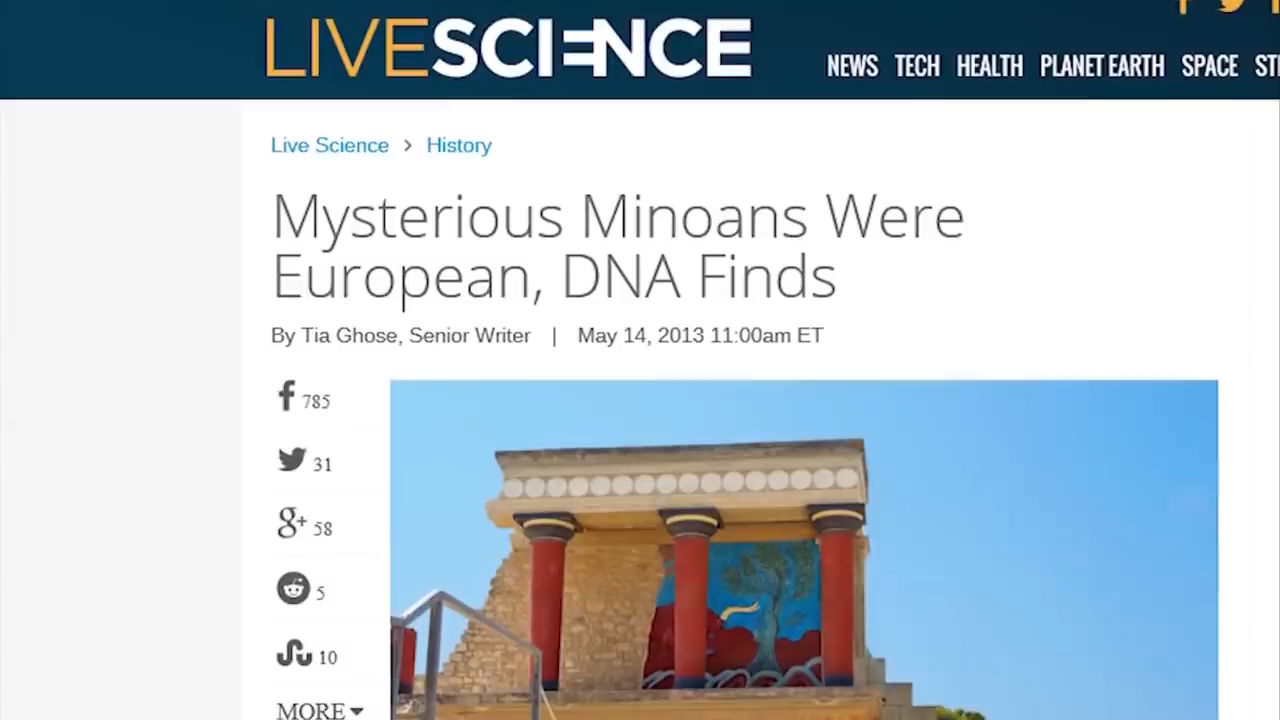 LIVESCIENCE
NEWS TECH HEALTH PLANET EARTH SPACE
Live Science > History
Mysterious Minoans Were
European, DNA Finds
By Tia Ghose, Senior Writer | May 14, 2013 11:00am ET
785
31
58
5
10
MORE